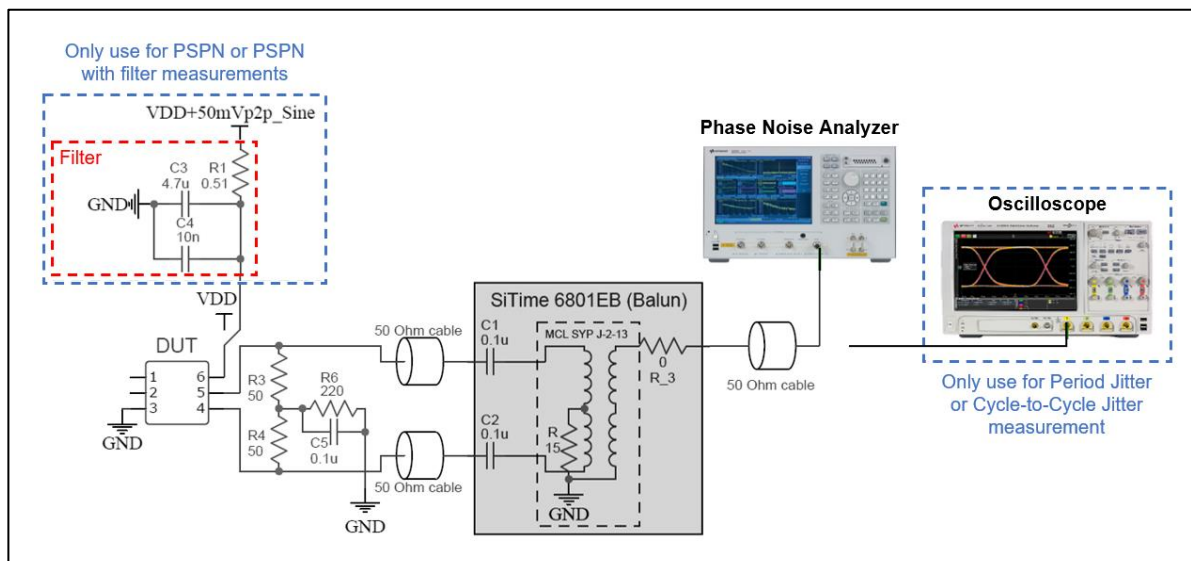 Only use for PSPN or PSPN
with filter measurements
VDD+50mVp2p_Sine
Filter
C3
4.7u
R1
0.51
GND
C4
10n
VDD
DUT
1
2
3
6
5
4
GND
R3
50
R4
50
R6
220
C5
0.1u
GND
50 Ohm cable
50 Ohm cable
SiTime 6801EB (Balun)
C1
0.1u
C2
0.1u
MCL SYP J-2-13
R
15
GND
0
R_3
50 Ohm cable
Phase Noise Analyzer
Oscilloscope
Only use for Period Jitter
or Cycle-to-Cycle Jitter
measurement